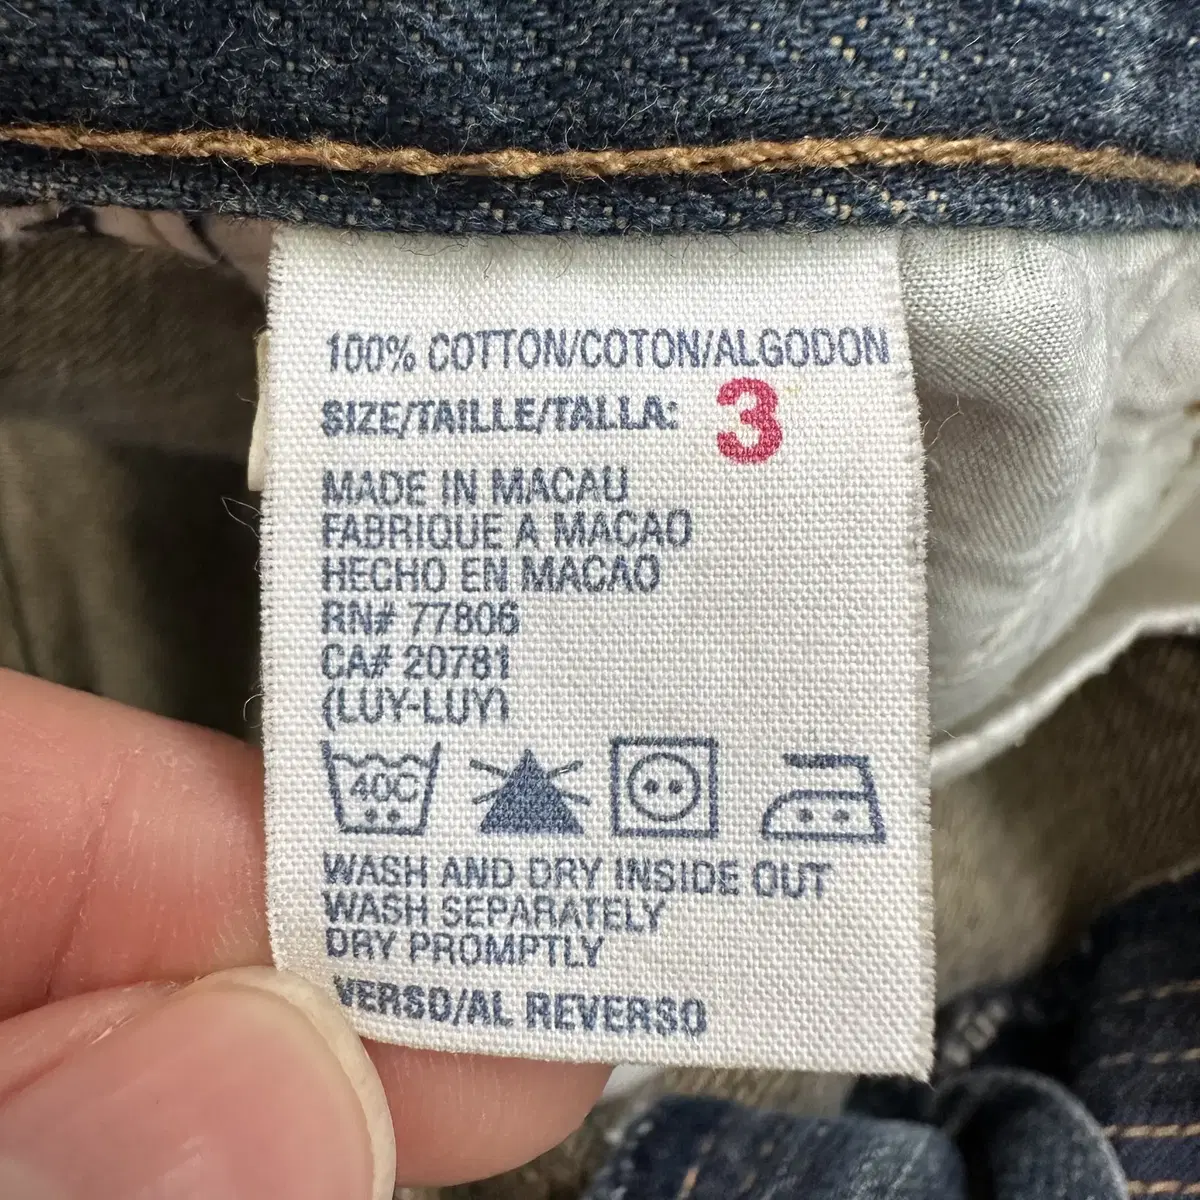 100% COTTON/COTON/ALGODON
SIZE/TAILLE/TALLA: 3
MADE IN MACAU
FABRIQUE A MACAO
HECHO EN MACAO
RN# 77806
CA# 20781
(LUY-LUY)
40C
WASH AND DRY INSIDE OUT
WASH SEPARATELY
DRY PROMPTLY
VERSO/AL REVERSO